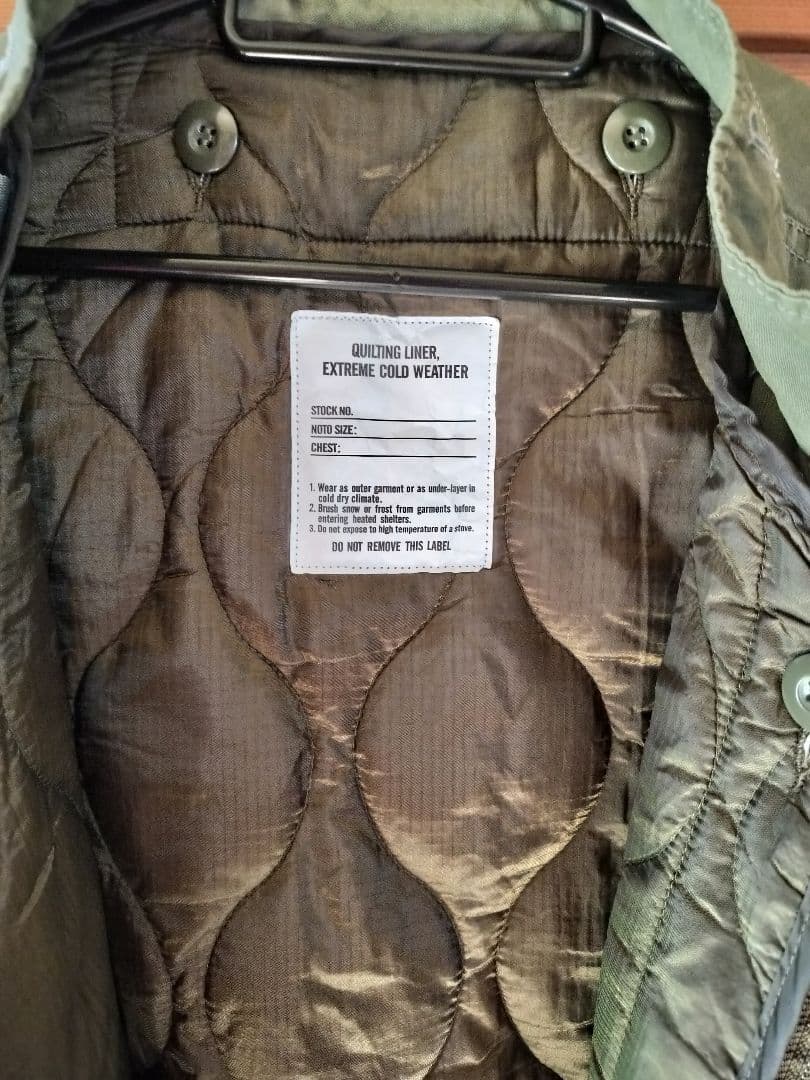 QUILTING LINER,
EXTREME COLD WEATHER
STOCK NO.
NOTO SIZE:
CHEST:
1. Wear as outer garment or as under-layer in
cold dry climate.
2. Brush snow or frost from garments before
entering heated shelters.
3. Do not expose to high temperature of a stove.
DO NOT REMOVE THIS LABEL